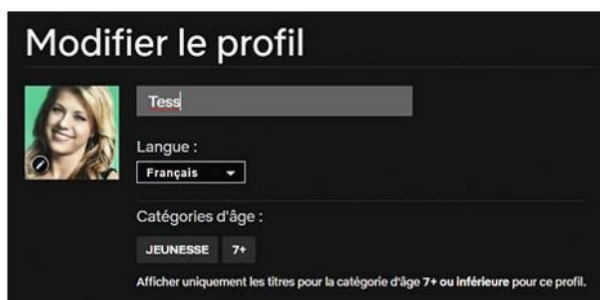 Modifier le profil
Tess
Langue :
Français
Catégories d'âge :
JEUNESSE 7+
Afficher uniquement les titres pour la catégorie d'âge 7+ ou inférieure pour ce profil.